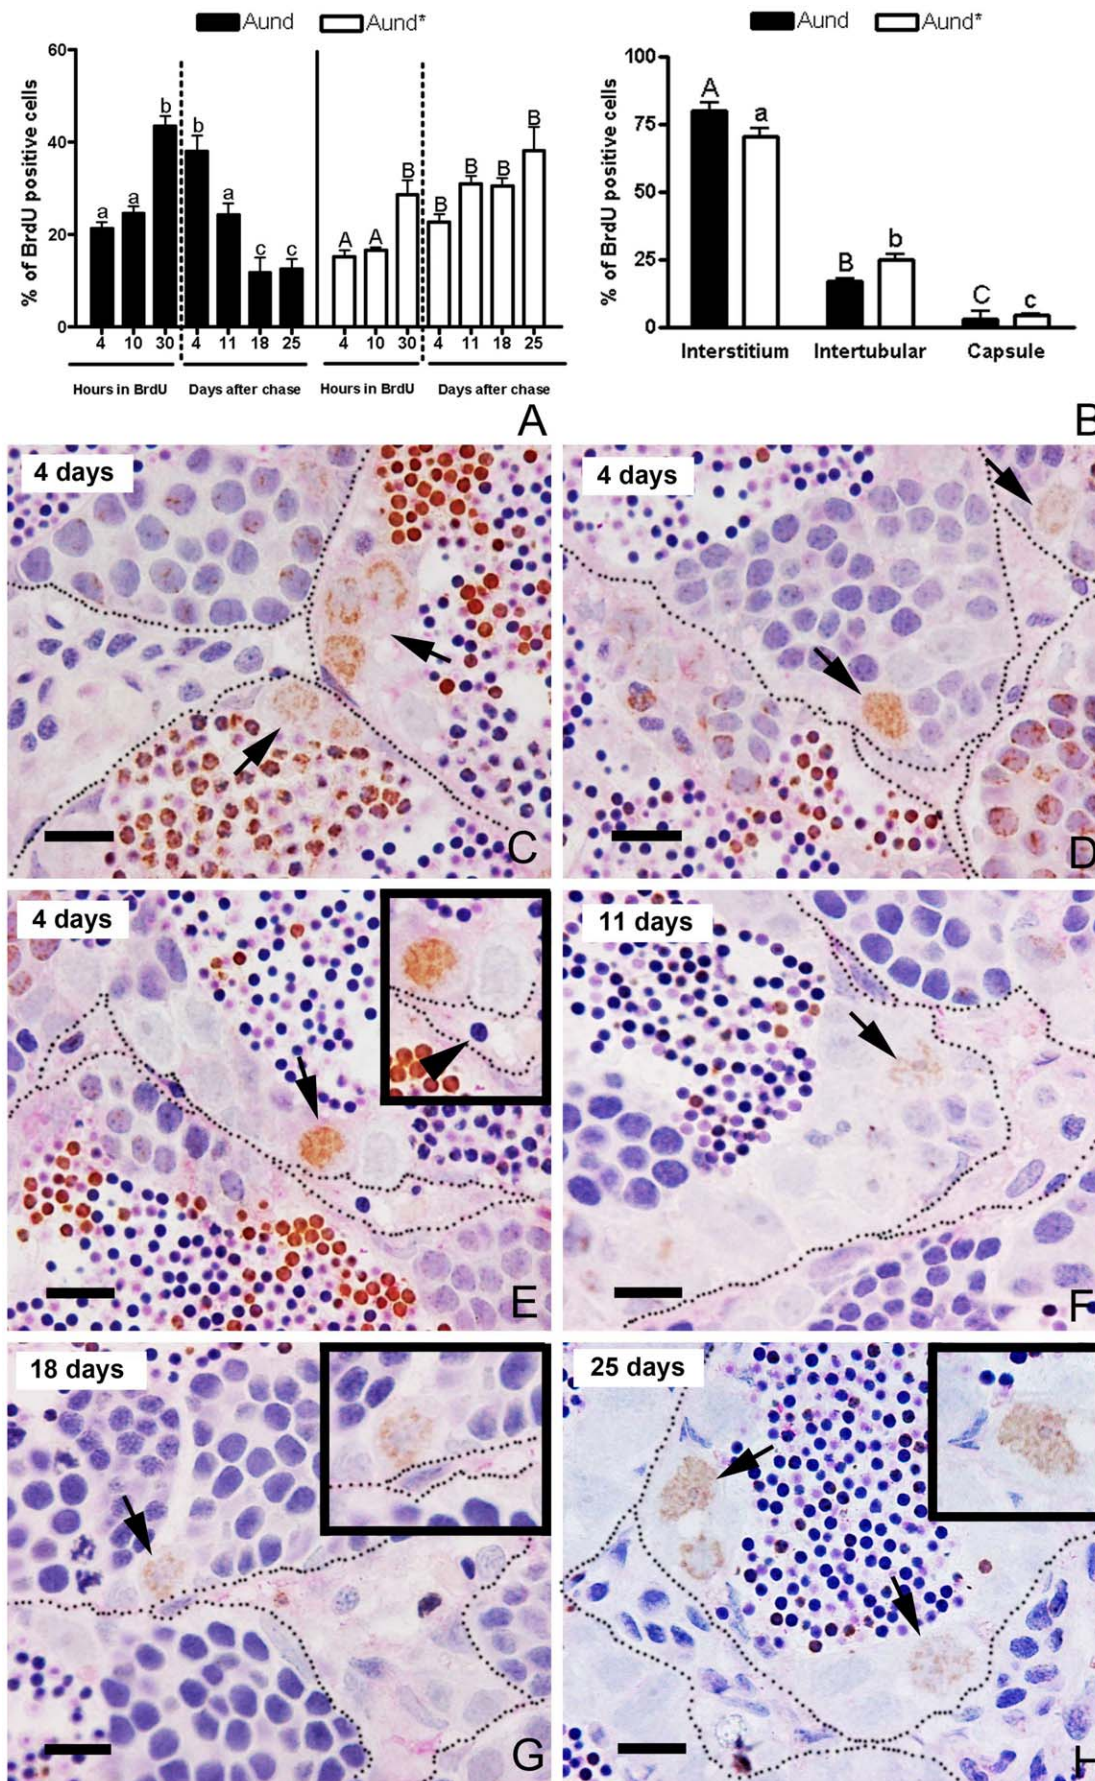 Aund Aund*
% of BrdU positive cells
60
40
20
0
a a b b a c c A A B B B B B
4 10 30 4 11 18 25 4 10 30 4 11 18 25
Hours in BrdU Days after chase Hours in BrdU Days after chase
A
Aund Aund*
% of BrdU positive cells
100
75
50
25
0
A a B b C c
Interstitium Intertubular Capsule
B
4 days
C
4 days
D
4 days
E
11 days
F
18 days
G
25 days
H